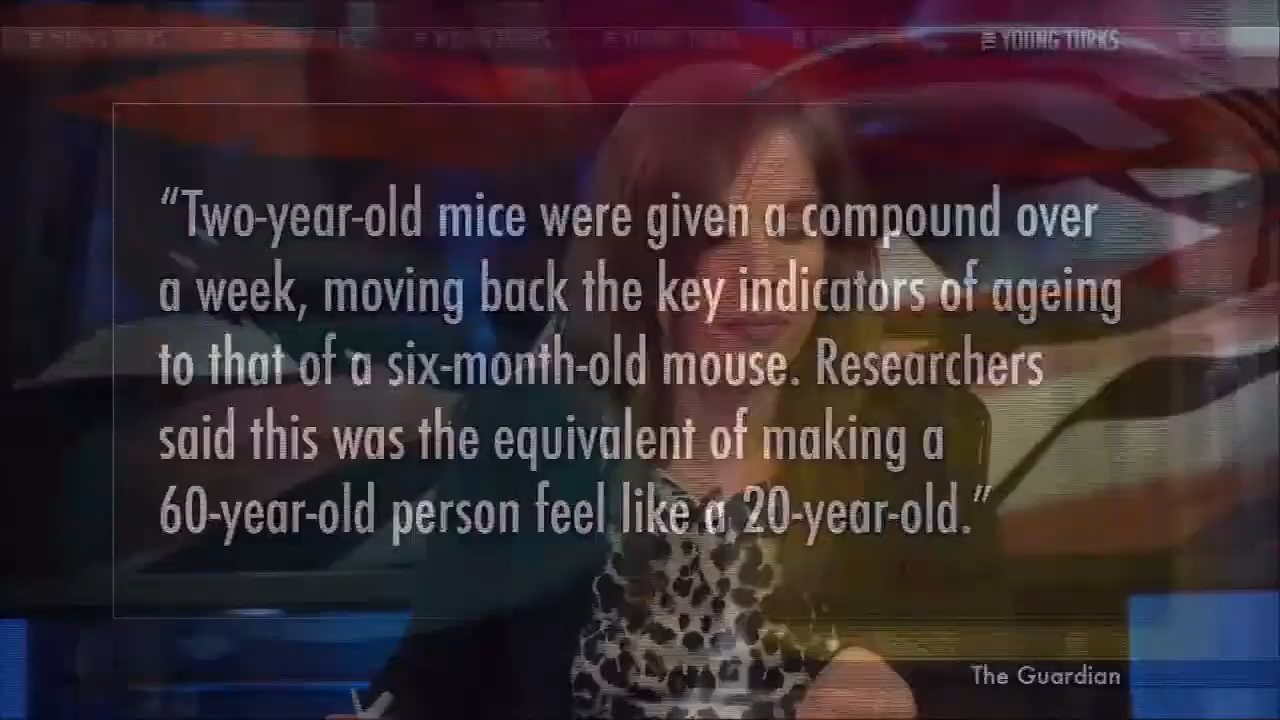 THE YOUNG TURKS
“Two-year-old mice were given a compound over
a week, moving back the key indicators of ageing
to that of a six-month-old mouse. Researchers
said this was the equivalent of making a
60-year-old person feel like a 20-year-old.”
The Guardian